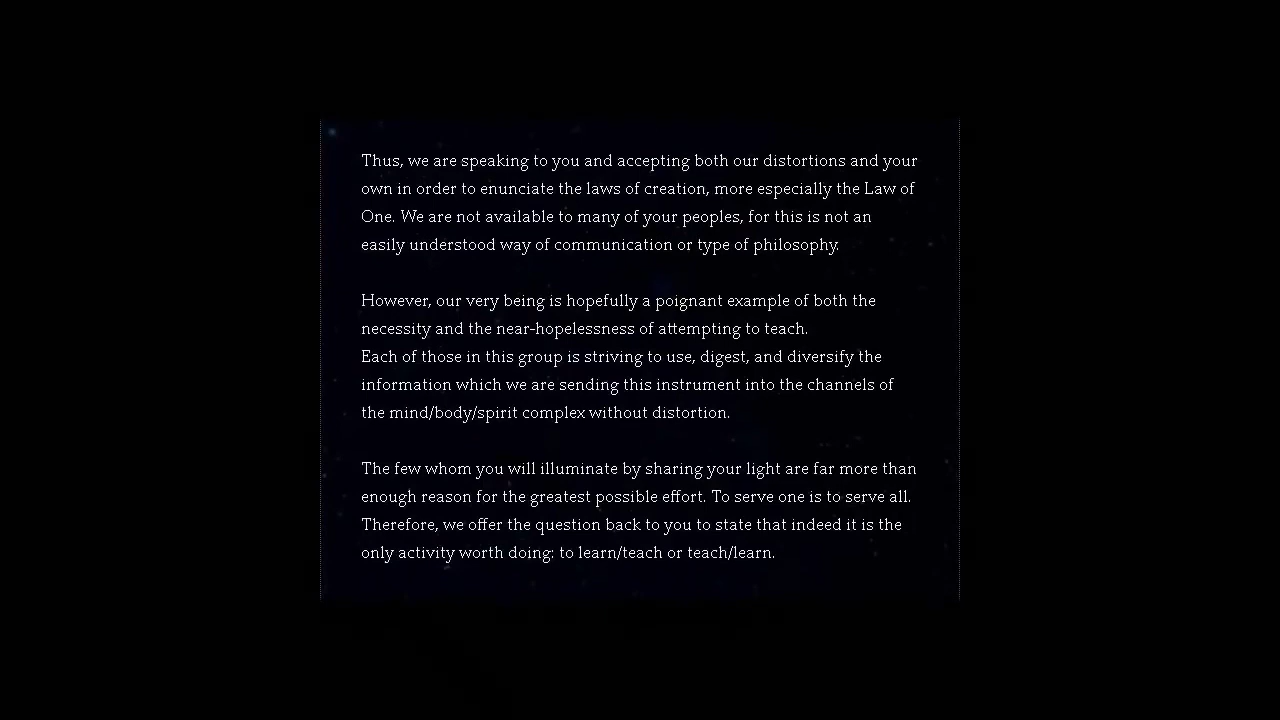 Thus, we are speaking to you and accepting both our distortions and your
own in order to enunciate the laws of creation, more especially the Law of
One. We are not available to many of your peoples, for this is not an
easily understood way of communication or type of philosophy.
However, our very being is hopefully a poignant example of both the
necessity and the near-hopelessness of attempting to teach.
Each of those in this group is striving to use, digest, and diversify the
information which we are sending this instrument into the channels of
the mind/body/spirit complex without distortion.
The few whom you will illuminate by sharing your light are far more than
enough reason for the greatest possible effort. To serve one is to serve all.
Therefore, we offer the question back to you to state that indeed it is the
only activity worth doing: to learn/teach or teach/learn.